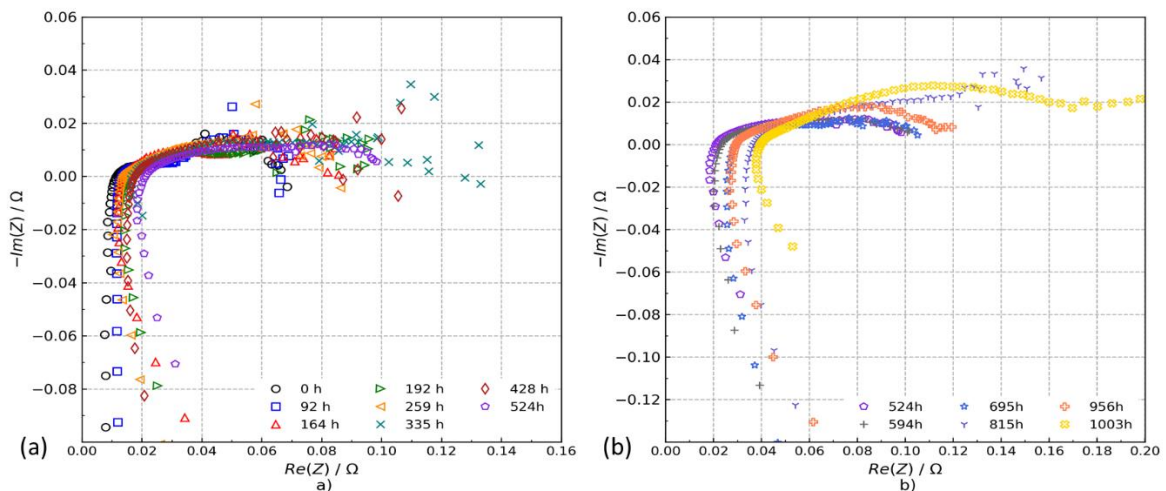 a)
b)
0.06
0.04
0.02
0.00
−0.02
−0.04
−0.06
−0.08
−Im(Z) / Ω
0 h
92 h
164 h
192 h
259 h
335 h
428 h
524h
0.00 0.02 0.04 0.06 0.08 0.10 0.12 0.14 0.16
Re(Z) / Ω
a)
(a)
0.06
0.04
0.02
0.00
−0.02
−0.04
−0.06
−0.08
−0.10
−0.12
−Im(Z) / Ω
524h
594h
695h
815h
956h
1003h
0.00 0.02 0.04 0.06 0.08 0.10 0.12 0.14 0.16 0.18 0.20
Re(Z) / Ω
b)
(b)